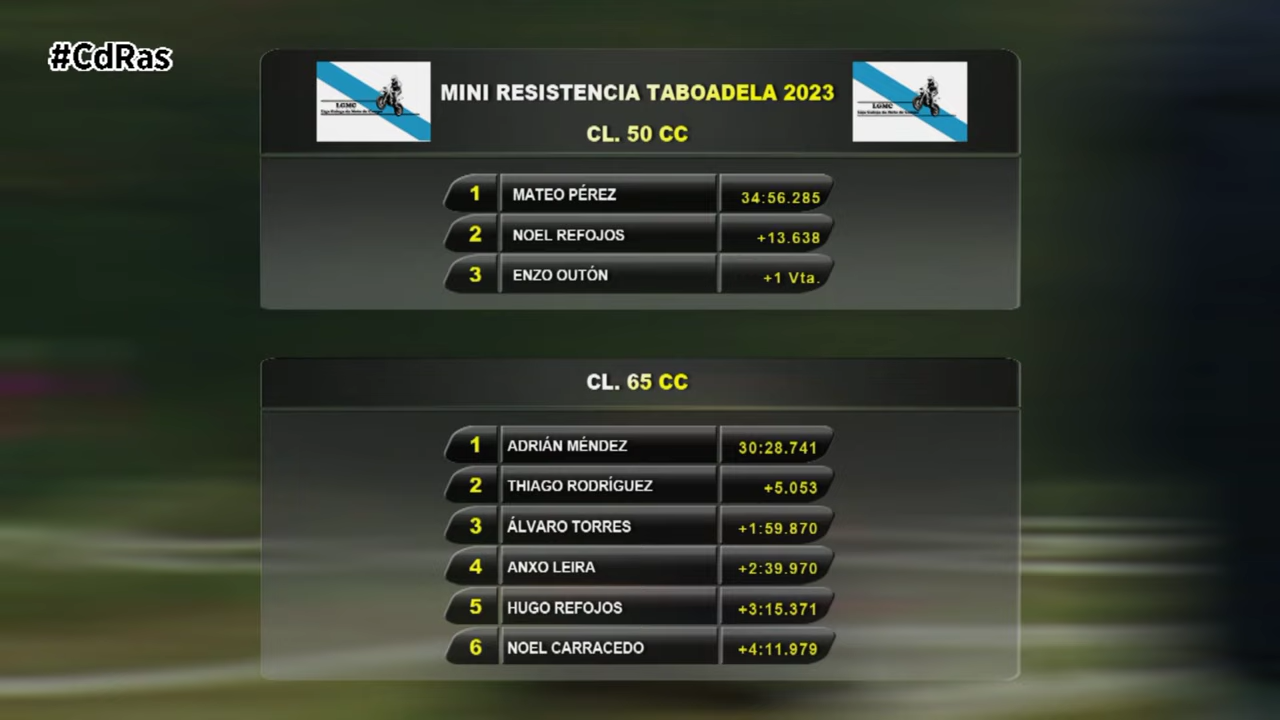 #CdRas
MINI RESISTENCIA TABOADELA 2023
LGMC
LGMC
CL. 50 CC
1 MATEO PÉREZ 34:56.285
2 NOEL REFOJOS +13.638
3 ENZO OUTÓN +1 Vta.
CL. 65 CC
1 ADRIÁN MÉNDEZ 30:28.741
2 THIAGO RODRÍGUEZ +5.053
3 ÁLVARO TORRES +1:59.870
4 ANXO LEIRA +2:39.970
5 HUGO REFOJOS +3:15.371
6 NOEL CARRACEDO +4:11.979